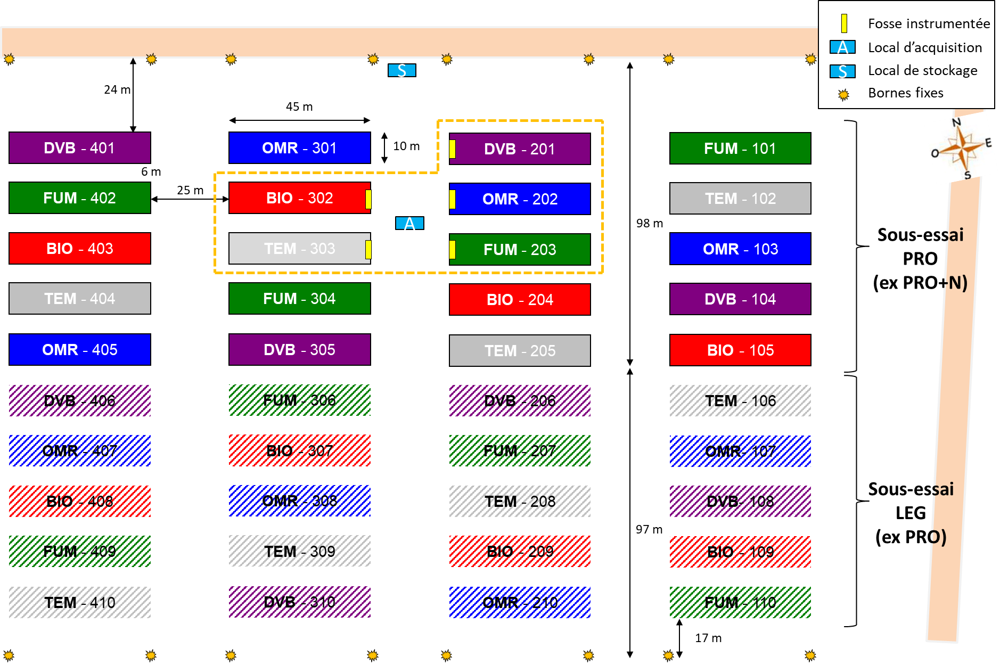 Fosse instrumentée
A
Local d'acquisition
S
Local de stockage
Bornes fixes
S
24 m
45 m
10 m
N
E
O
S
DVB - 401
OMR - 301
DVB - 201
FUM - 101
6 m
25 m
FUM - 402
BIO - 302
OMR - 202
TEM - 102
A
98 m
BIO - 403
TEM - 303
FUM - 203
OMR - 103
Sous-essai
PRO
(ex PRO+N)
TEM - 404
FUM - 304
BIO - 204
DVB - 104
OMR - 405
DVB - 305
TEM - 205
BIO - 105
DVB - 406
FUM - 306
DVB - 206
TEM - 106
OMR - 407
BIO - 307
FUM - 207
OMR- 107
BIO - 408
OMR - 308
TEM - 208
DVB- 108
Sous-essai
LEG
(ex PRO)
97 m
FUM - 409
TEM - 309
BIO - 209
BIO - 109
TEM - 410
DVB - 310
OMR - 210
FUM - 110
17 m